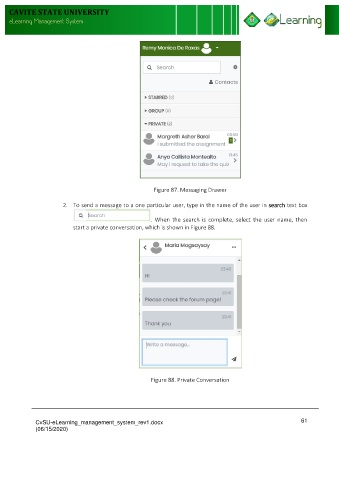 CAVITE STATE UNIVERSITY
eLearning Management System
eLearning
Remy Monica De Roxas
Search
Contacts
STARRED (0)
GROUP (0)
PRIVATE (2)
Margreth Asher Baral
I submitted the assignment
Anya Callista Montealto
May I request to take the quiz
Figure 87. Messaging Drawer
2. To send a message to a one particular user, type in the name of the user in search text box
Search . When the search is complete, select the user name, then
start a private conversation, which is shown in Figure 88.
Maria Magsaysay
Hi
Please check the forum page!
Thank you
Write a message...
Figure 88. Private Conversation
CvSU-eLearning_management_system_rev1.docx 61
(06/15/2020)